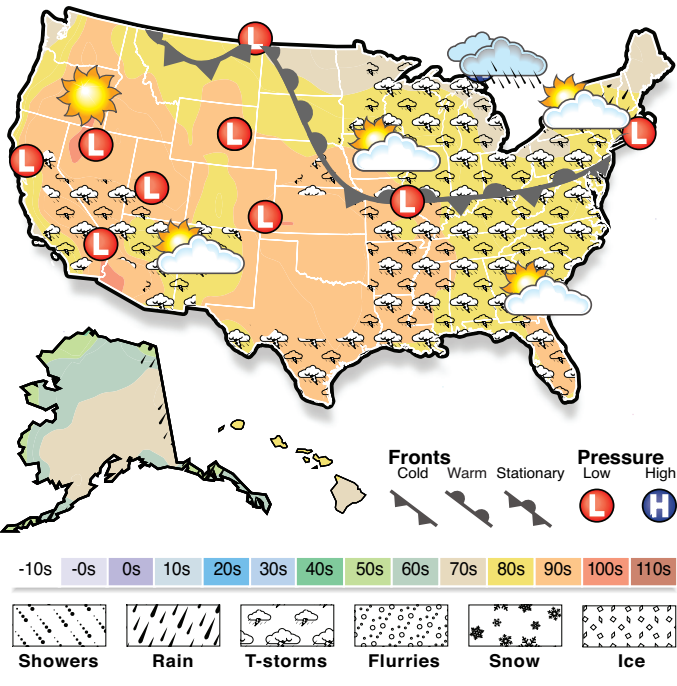 L
L
L
L
L
L
L
L
L
L
Fronts
Pressure
Cold
Warm
Stationary
Low
High
L
H
-10s -0s 0s 10s 20s 30s 40s 50s 60s 70s 80s 90s 100s 110s
Showers Rain T-storms Flurries Snow Ice